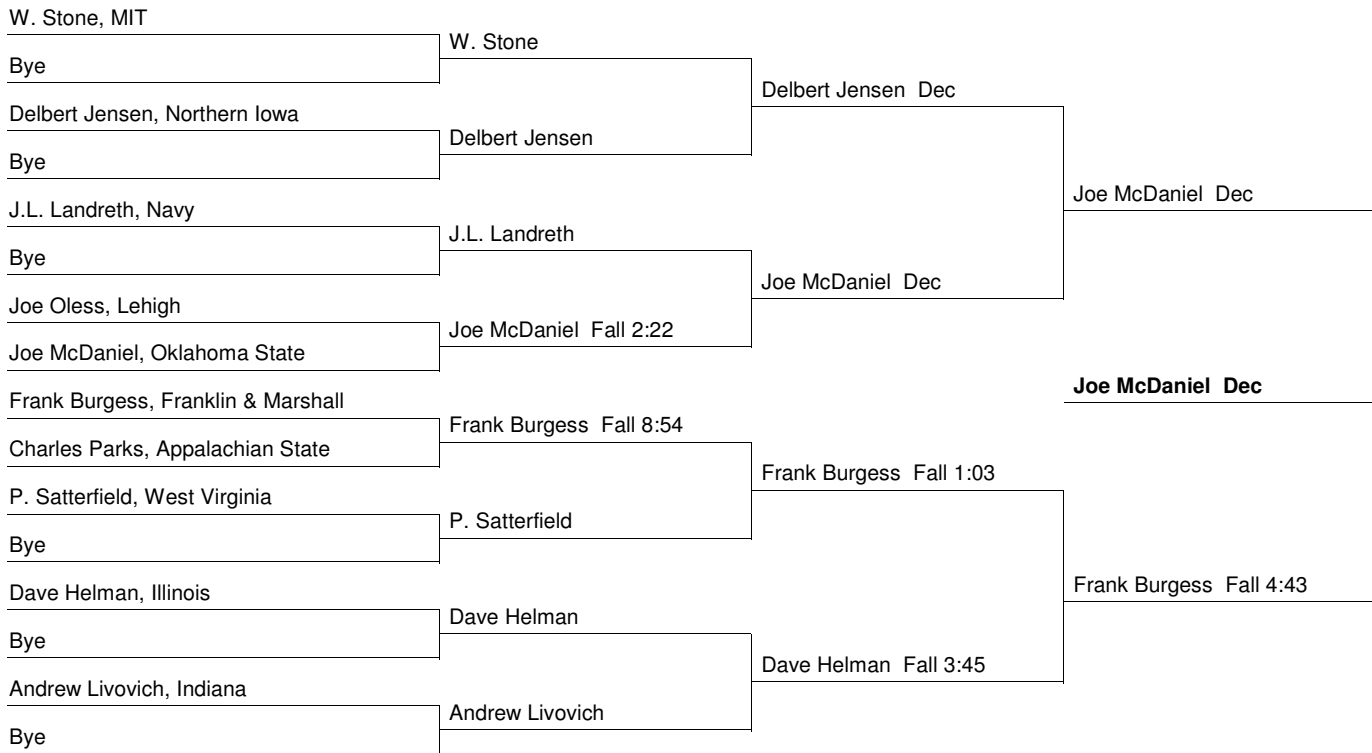 W. Stone, MIT
Bye
Delbert Jensen, Northern Iowa
Bye
J.L. Landreth, Navy
Bye
Joe Oless, Lehigh
Joe McDaniel, Oklahoma State
Frank Burgess, Franklin & Marshall
Charles Parks, Appalachian State
P. Satterfield, West Virginia
Bye
Dave Helman, Illinois
Bye
Andrew Livovich, Indiana
Bye
W. Stone
Delbert Jensen
J.L. Landreth
Joe McDaniel Fall 2:22
Frank Burgess Fall 8:54
P. Satterfield
Dave Helman
Andrew Livovich
Delbert Jensen Dec
Joe McDaniel Dec
Frank Burgess Fall 1:03
Dave Helman Fall 3:45
Joe McDaniel Dec
Joe McDaniel Dec
Frank Burgess Fall 4:43